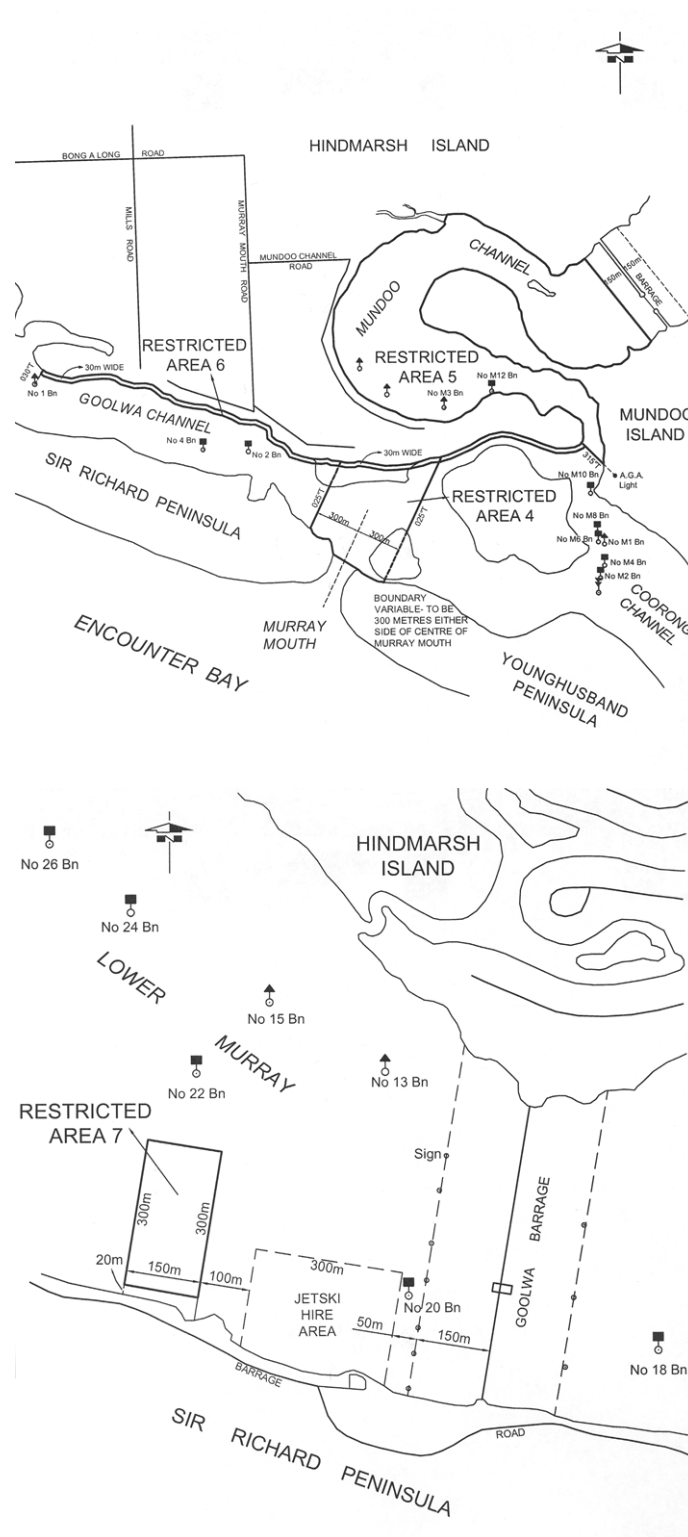 N
HINDMARSH ISLAND
BONG A LONG ROAD
MILLS ROAD
MURRAY MOUTH ROAD
MUNDOO CHANNEL
ROAD
MUNDOO
CHANNEL
150m
150m
BARRAGE
RESTRICTED
AREA 6
RESTRICTED
AREA 5
030°T
No 1 Bn
30m WIDE
GOOLWA CHANNEL
No 4 Bn
No 2 Bn
No M12 Bn
No M3 Bn
MUNDOO
ISLAND
SIR RICHARD PENINSULA
30m WIDE
315°T
A.G.A.
Light
No M10 Bn
025°T
300m
300m
025°T
RESTRICTED
AREA 4
No M8 Bn
No M6 Bn
No M1 Bn
No M4 Bn
No M2 Bn
COORONG
CHANNEL
BOUNDARY
VARIABLE- TO BE
300 METRES EITHER
SIDE OF CENTRE OF
MURRAY MOUTH
MURRAY
MOUTH
ENCOUNTER BAY
YOUNGHUSBAND
PENINSULA
N
HINDMARSH
ISLAND
No 26 Bn
No 24 Bn
LOWER
MURRAY
No 15 Bn
No 22 Bn
No 13 Bn
RESTRICTED
AREA 7
Sign
300m
300m
20m
150m
100m
300m
JETSKI
HIRE
AREA
No 20 Bn
50m
150m
GOOLWA BARRAGE
No 18 Bn
BARRAGE
ROAD
SIR RICHARD PENINSULA